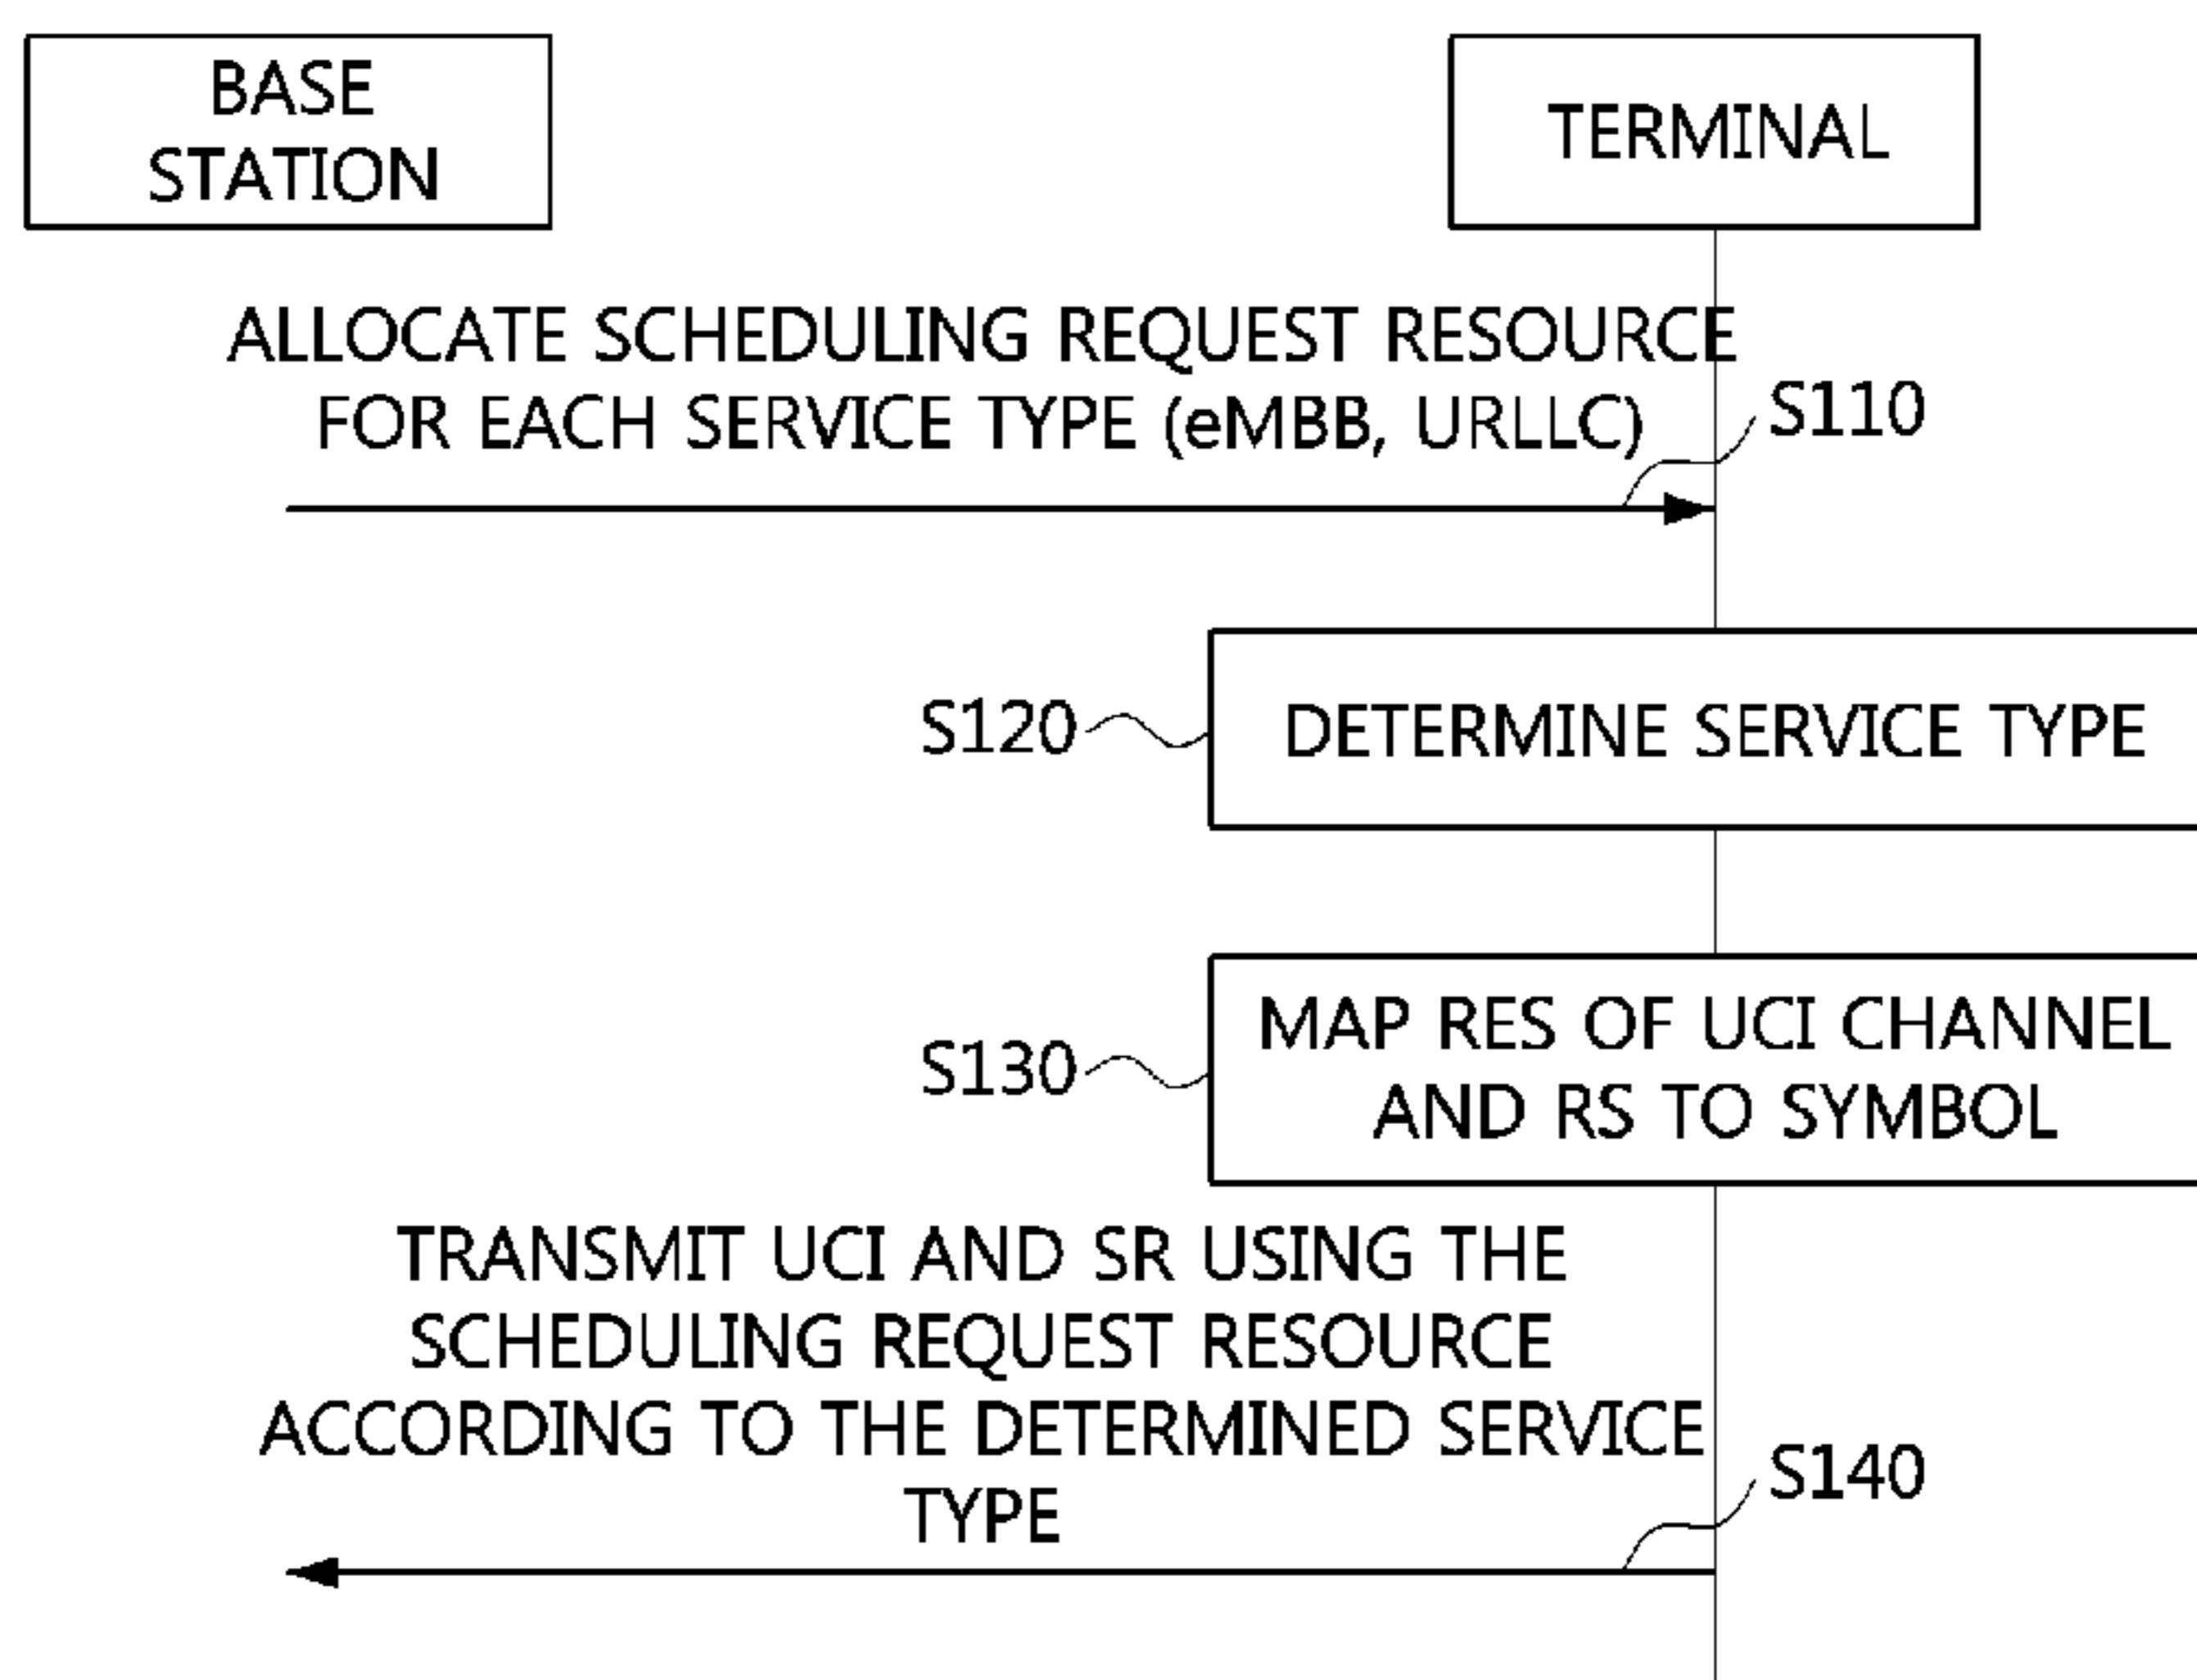 BASE
STATION
TERMINAL
ALLOCATE SCHEDULING REQUEST RESOURCE
FOR EACH SERVICE TYPE (eMBB, URLLC)
S110
S120
DETERMINE SERVICE TYPE
S130
MAP RES OF UCI CHANNEL
AND RS TO SYMBOL
TRANSMIT UCI AND SR USING THE
SCHEDULING REQUEST RESOURCE
ACCORDING TO THE DETERMINED SERVICE
TYPE
S140